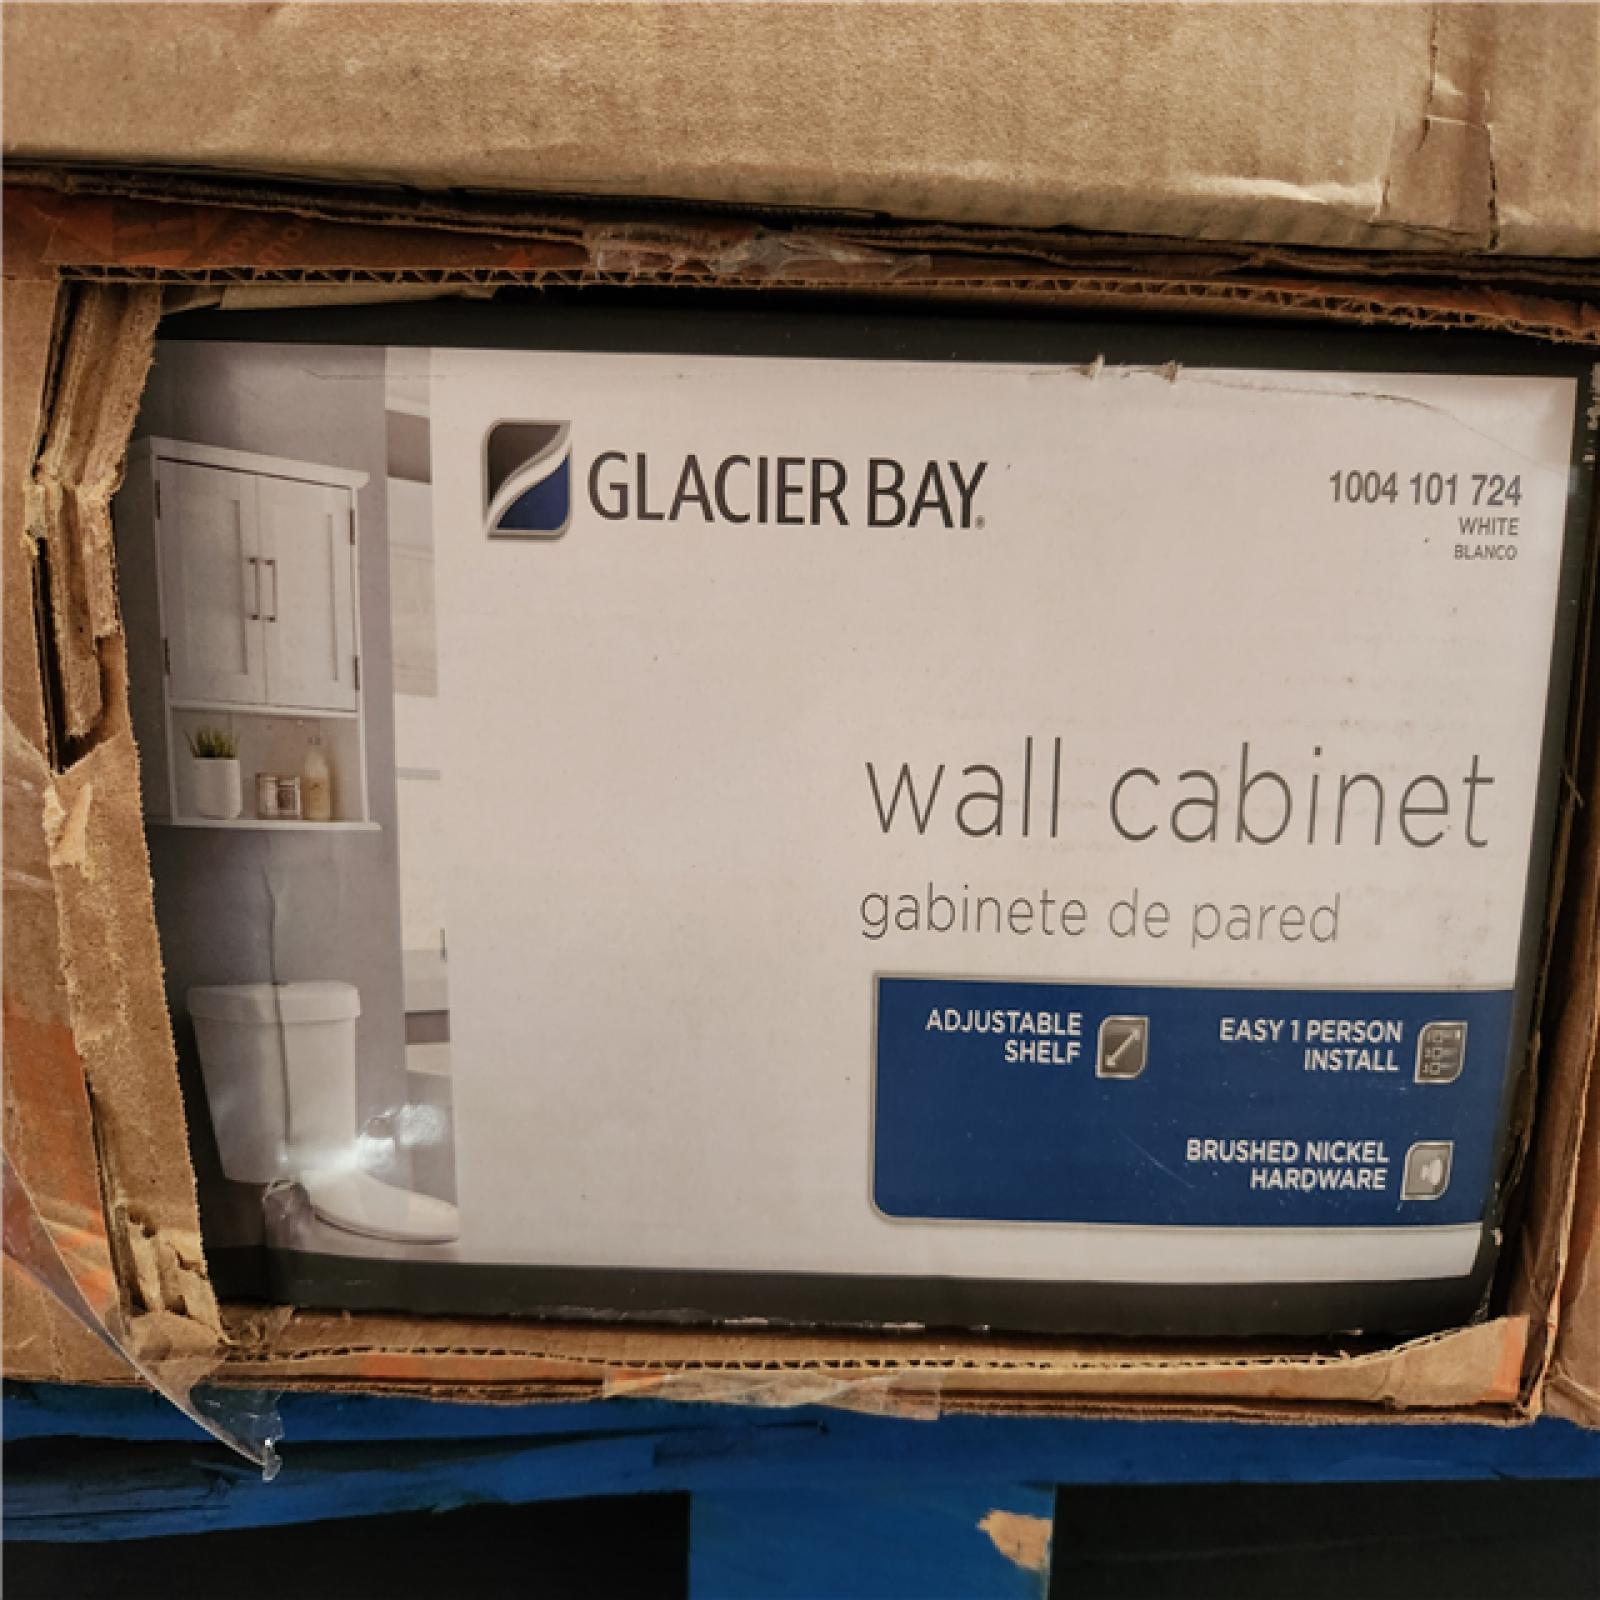 GLACIER BAY®
1004 101 724
WHITE
BLANCO
wall cabinet
gabinete de pared
ADJUSTABLE
SHELF
EASY 1 PERSON
INSTALL
BRUSHED NICKEL
HARDWARE